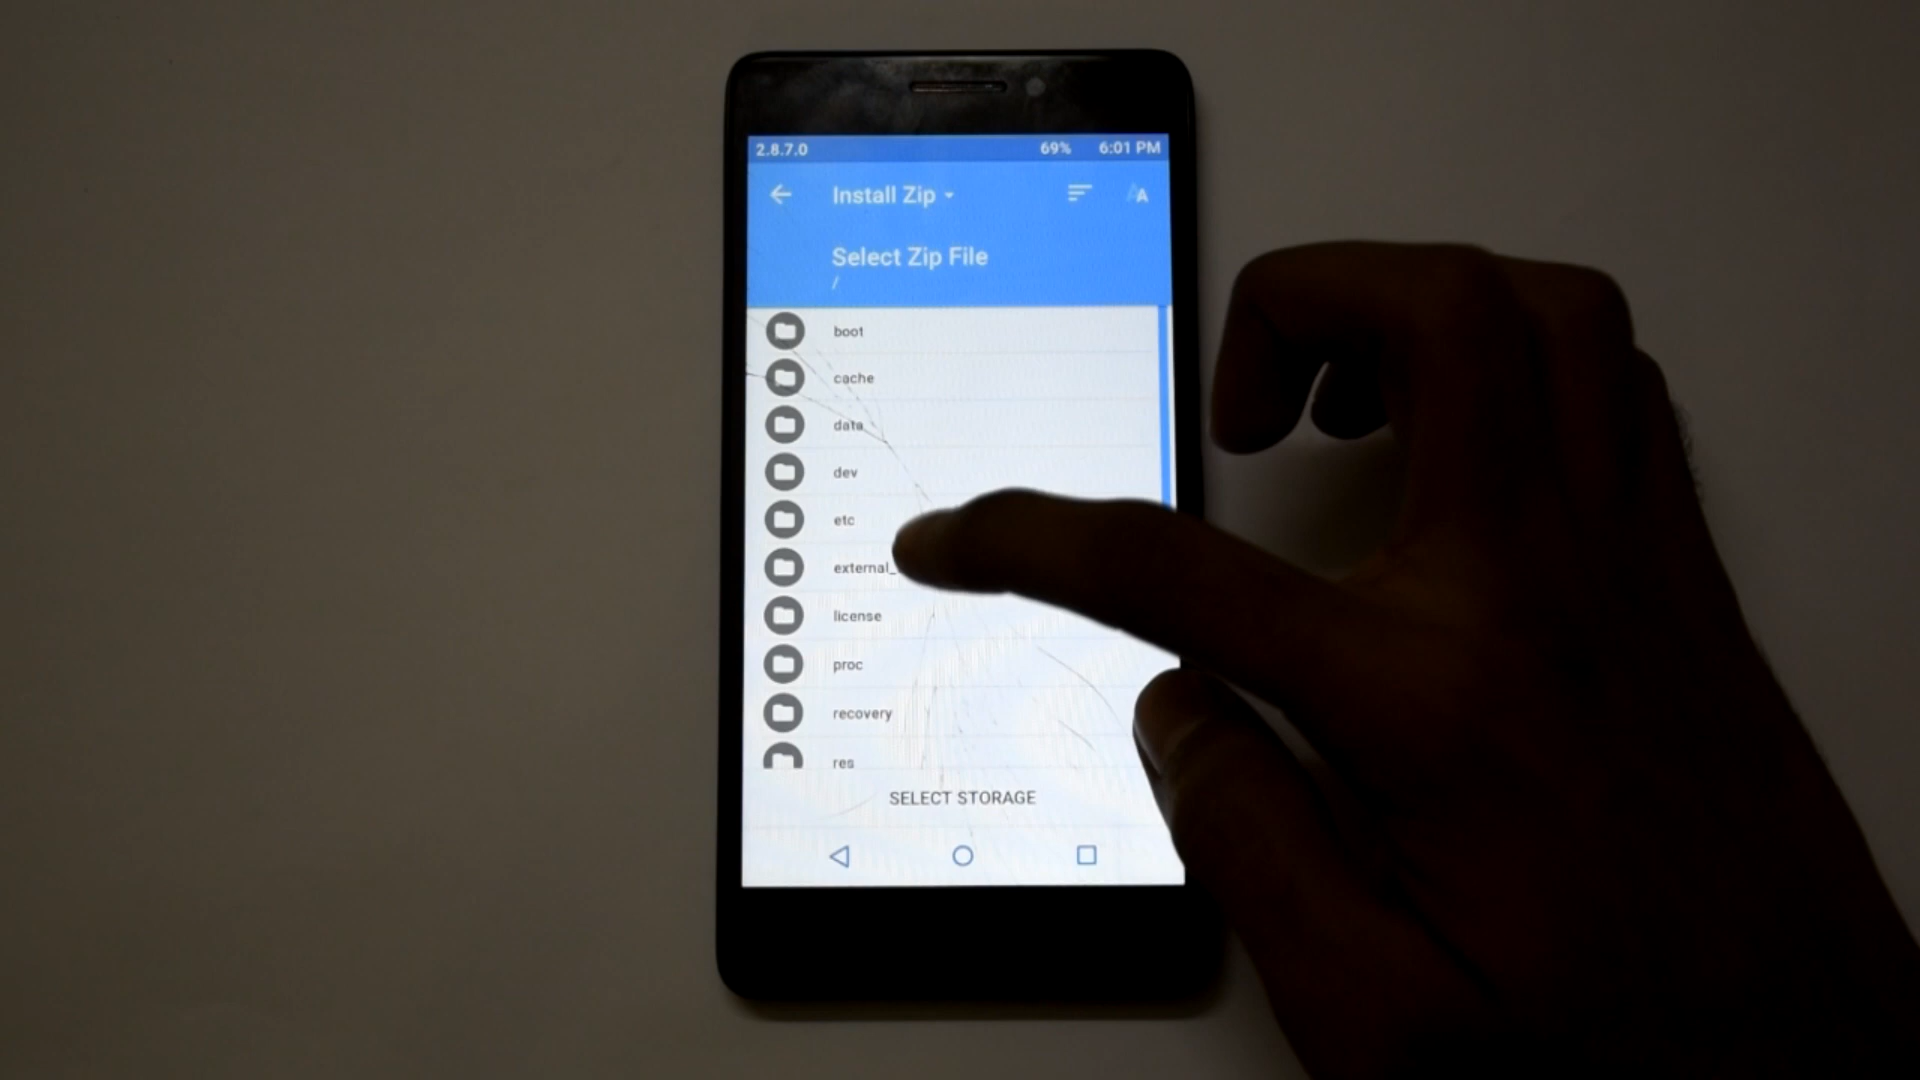 2.8.7.0 69% 6:01 PM
Install Zip
A
Select Zip File
/
boot
cache
data
dev
etc
external_
license
proc
recovery
res
SELECT STORAGE